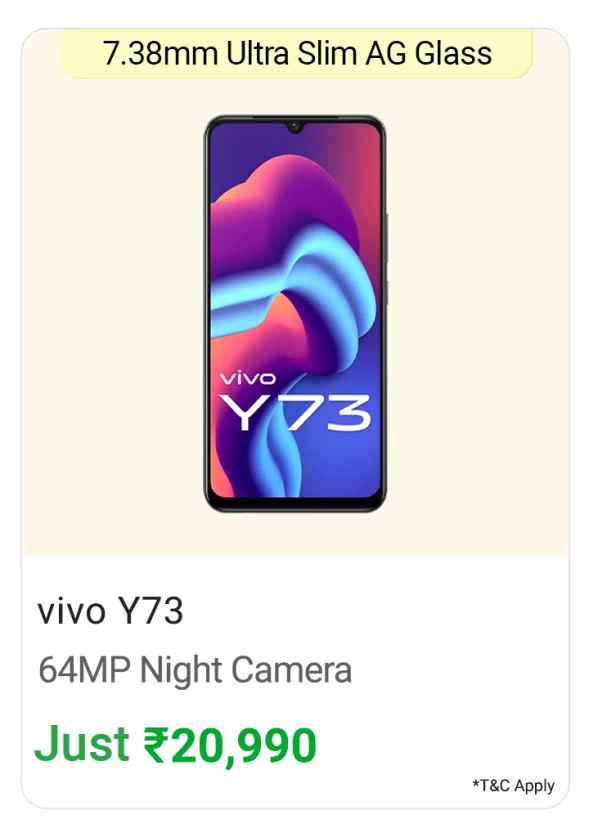 7.38mm Ultra Slim AG Glass
vivo
Y73
vivo Y73
64MP Night Camera
Just ₹20,990
*T&C Apply